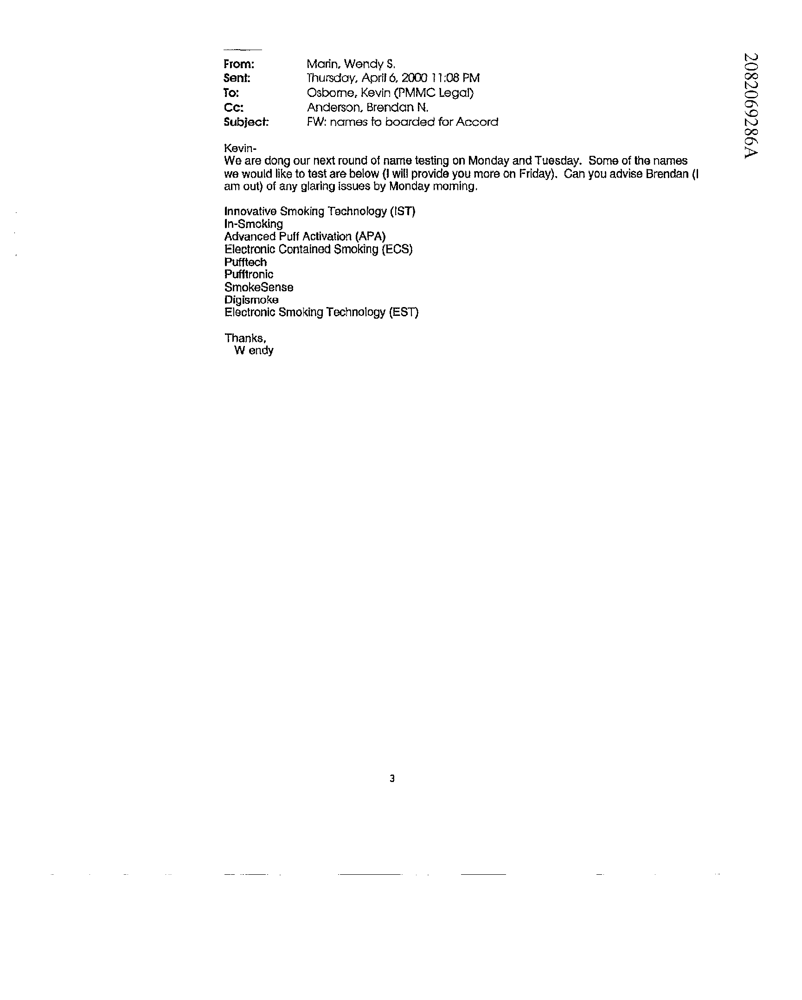 From: Marin, Wendy S.
Sent: Thursday, April 6, 2000 11:08 PM
To: Osborne, Kevin (PMMC Legal)
Cc: Anderson, Brendan N.
Subject: FW: names to boarded for Accord
Kevin-
We are dong our next round of name testing on Monday and Tuesday. Some of the names
we would like to test are below (I will provide you more on Friday). Can you advise Brendan (I
am out) of any glaring issues by Monday morning.
Innovative Smoking Technology (IST)
In-Smoking
Advanced Puff Activation (APA)
Electronic Contained Smoking (ECS)
Pufftech
Pufftronic
SmokeSense
Digismoke
Electronic Smoking Technology (EST)
Thanks,
W endy
3
2082069286A